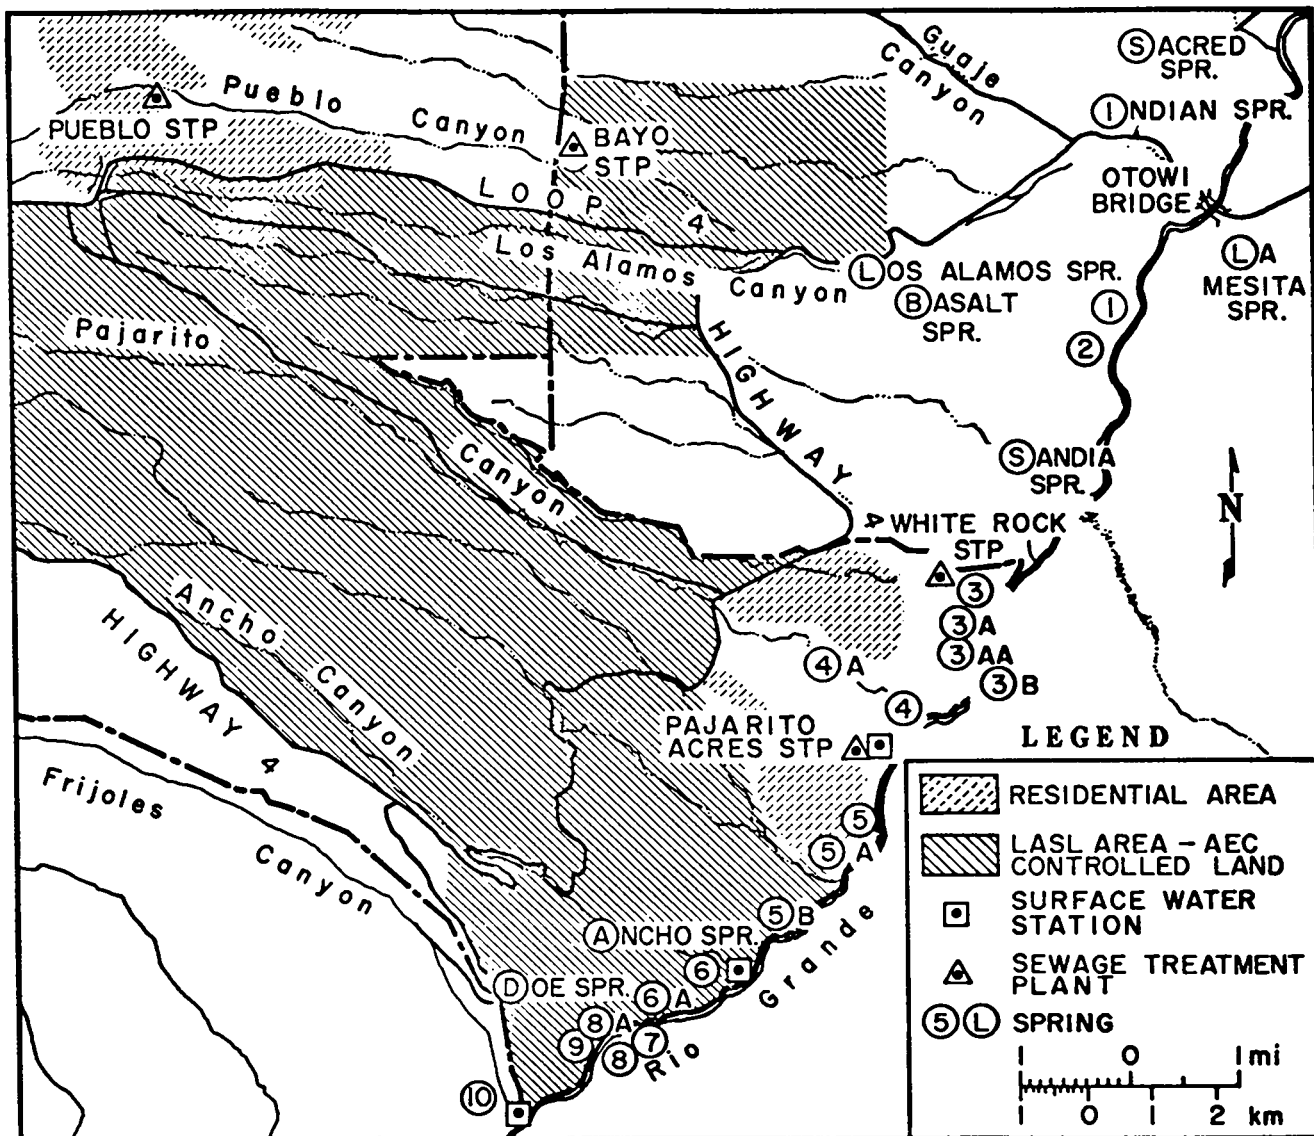 Guaje
Canyon
SACRED
SPR.
INDIAN SPR.
Pueblo Canyon
PUEBLO STP
BAYO
STP
OTOWI
BRIDGE
LOOP 4
Los Alamos Canyon
LOS ALAMOS SPR.
BASALT
SPR.
LA
MESITA
SPR.
1
2
Pajarito Canyon
HIGHWAY 4
SANDIA
SPR.
N
WHITE ROCK
STP
3
3A
3AA
3B
4A
4
Ancho Canyon
HIGHWAY 4
PAJARITO
ACRES STP
Frijoles Canyon
5
5A
5B
ANCHO SPR.
6
DOE SPR.
6A
8A
9
8
7
10
Rio Grande
LEGEND
RESIDENTIAL AREA
LASL AREA – AEC
CONTROLLED LAND
SURFACE WATER
STATION
SEWAGE TREATMENT
PLANT
5 L SPRING
1 0 1 mi
1 0 1 2
km